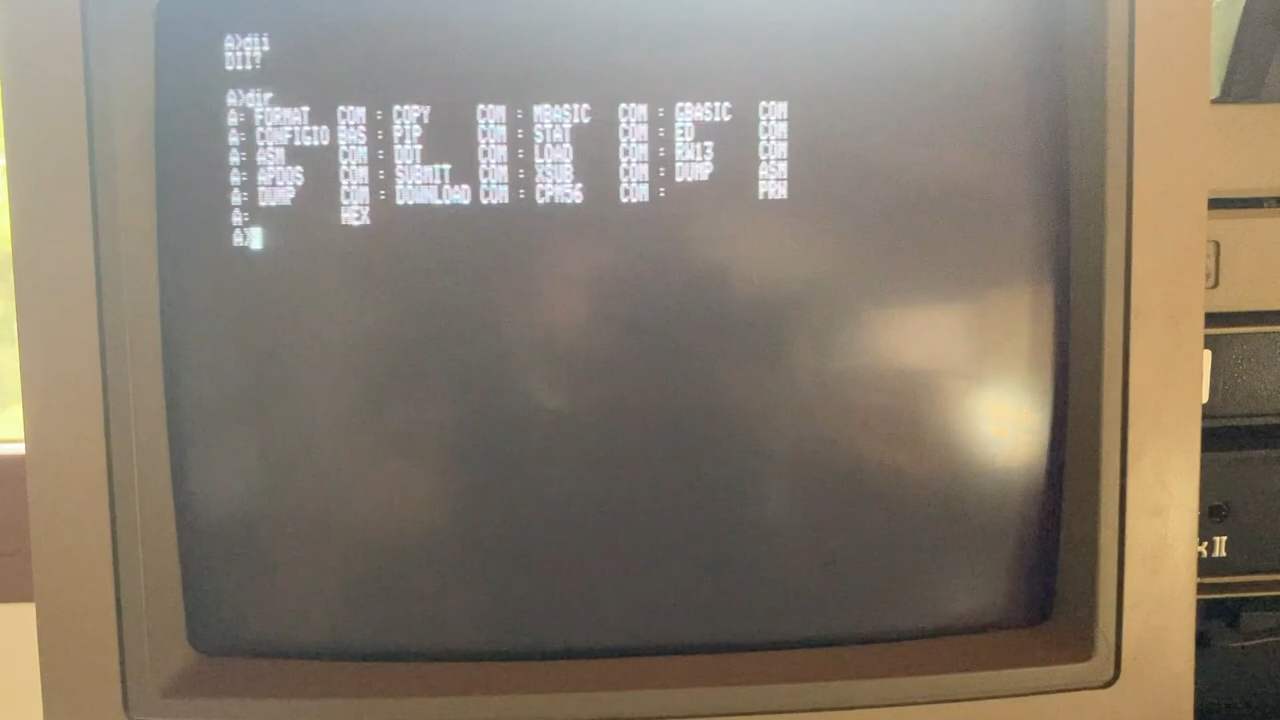 A>dii
DII?
A>dir
A: FORMAT COM : COPY COM : MBASIC COM : GBASIC COM
A: CONFIGIO BAS : PIP COM : STAT COM : ED COM
A: ASM COM : DDT COM : LOAD COM : RW13 COM
A: APDOS COM : SUBMIT COM : XSUB COM : DUMP ASM
A: DUMP COM : DOWNLOAD COM : CPM56 COM : PRN
A: HEX
A>